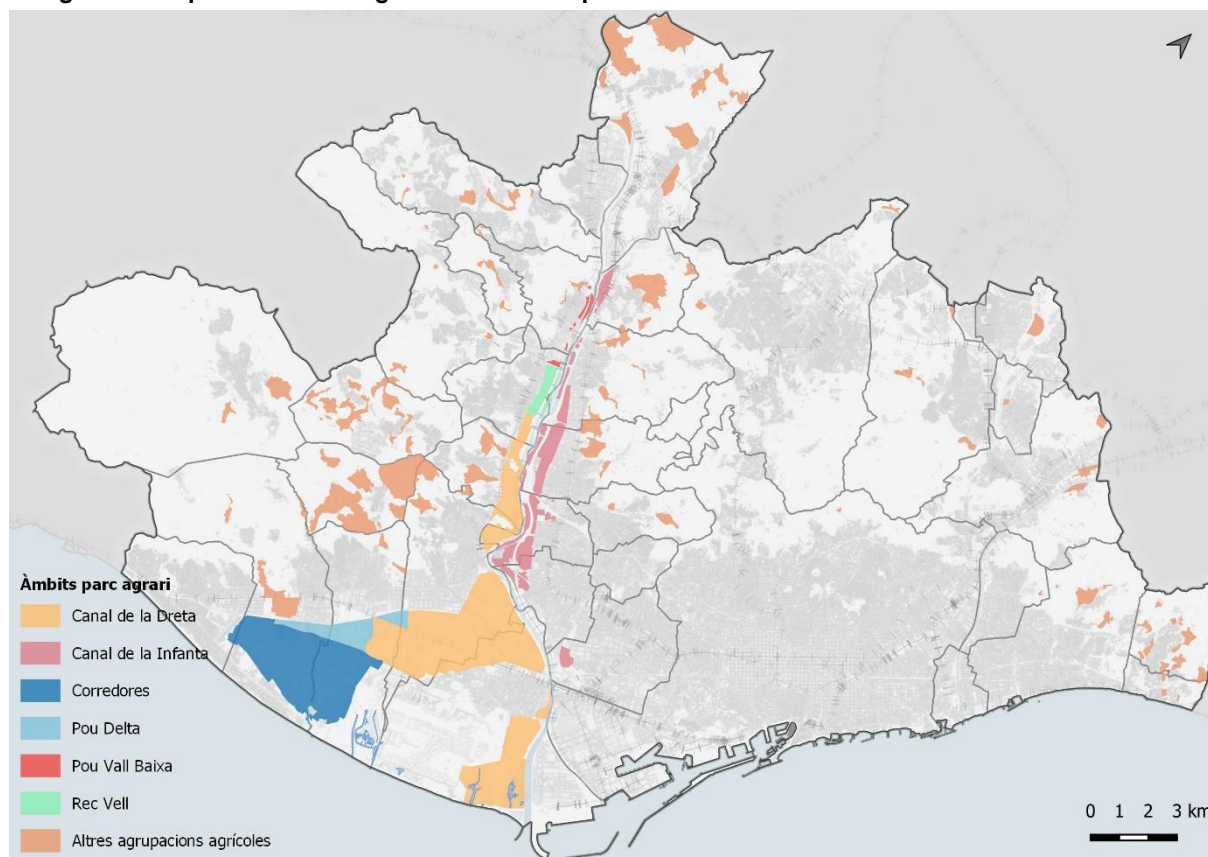 Àmbits parc agrari
Canal de la Dreta
Canal de la Infanta
Corredores
Pou Delta
Pou Vall Baixa
Rec Vell
Altres agrupacions agrícoles
0 1 2 3 km